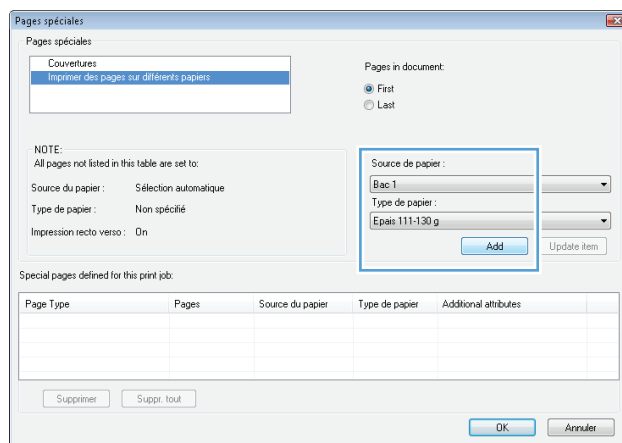 Pages spéciales
Pages spéciales
Couvertures
Imprimer des pages sur différents papiers
Pages in document:
First
Last
NOTE:
All pages not listed in this table are set to:
Source du papier : Sélection automatique
Type de papier : Non spécifié
Impression recto verso : On
Source de papier :
Bac 1
Type de papier :
Epais 111-130 g
Add Update item
Special pages defined for this print job:
Page Type Pages Source du papier Type de papier Additional attributes
Supprimer Suppr. tout
OK Annuler